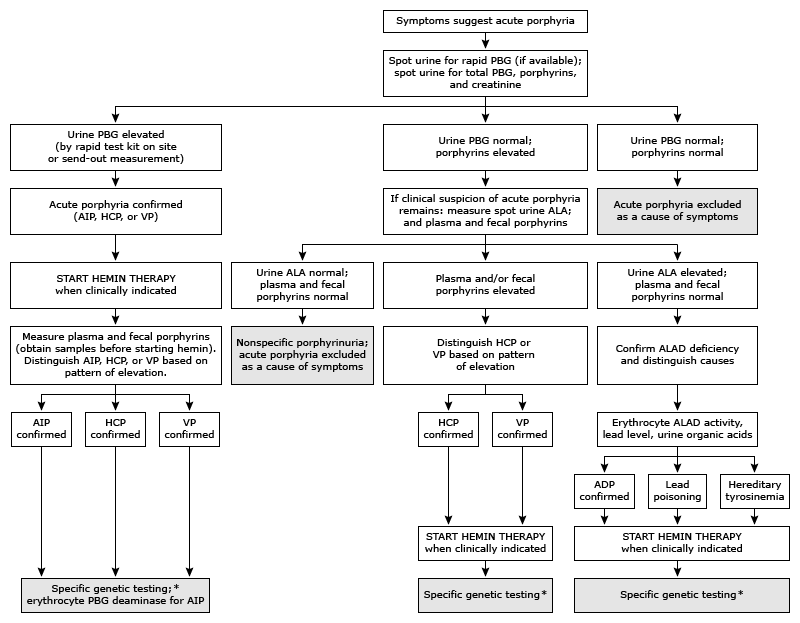 Symptoms suggest acute porphyria
Spot urine for rapid PBG (if available);
spot urine for total PBG, porphyrins,
and creatinine
Urine PBG elevated
(by rapid test kit on site
or send-out measurement)
Urine PBG normal;
porphyrins elevated
Urine PBG normal;
porphyrins normal
Acute porphyria confirmed
(AIP, HCP, or VP)
If clinical suspicion of acute porphyria
remains: measure spot urine ALA;
and plasma and fecal porphyrins
Acute porphyria excluded
as a cause of symptoms
START HEMIN THERAPY
when clinically indicated
Urine ALA normal;
plasma and fecal
porphyrins normal
Plasma and/or fecal
porphyrins elevated
Urine ALA elevated;
plasma and fecal
porphyrins normal
Measure plasma and fecal porphyrins
(obtain samples before starting hemin).
Distinguish AIP, HCP, or VP based on
pattern of elevation.
Nonspecific porphyrinuria;
acute porphyria excluded
as a cause of symptoms
Distinguish HCP or
VP based on pattern
of elevation
Confirm ALAD deficiency
and distinguish causes
AIP
confirmed
HCP
confirmed
VP
confirmed
HCP
confirmed
VP
confirmed
Erythrocyte ALAD activity,
lead level, urine organic acids
ADP
confirmed
Lead
poisoning
Hereditary
tyrosinemia
START HEMIN THERAPY
when clinically indicated
START HEMIN THERAPY
when clinically indicated
Specific genetic testing;*
erythrocyte PBG deaminase for AIP
Specific genetic testing*
Specific genetic testing*